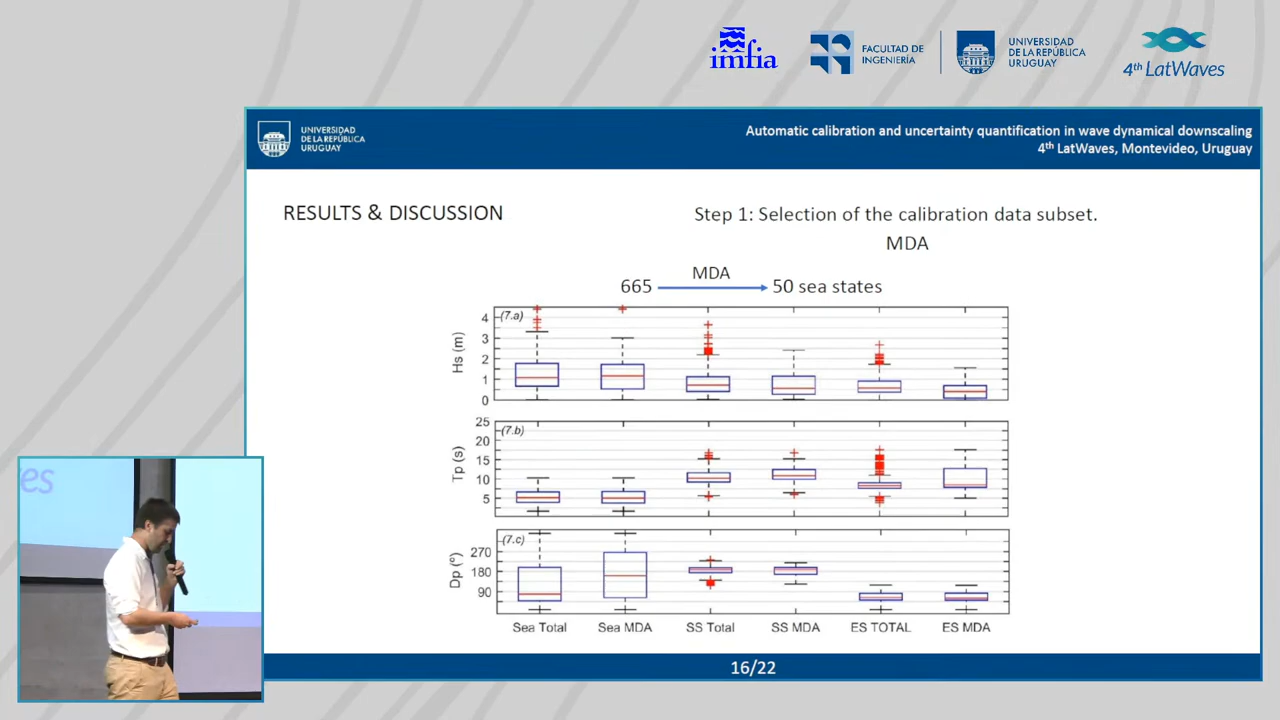 imfia
FACULTAD DE
INGENIERÍA
UNIVERSIDAD
DE LA REPÚBLICA
URUGUAY
4th LatWaves
UNIVERSIDAD
DE LA REPÚBLICA
URUGUAY
Automatic calibration and uncertainty quantification in wave dynamical downscaling
4th LatWaves, Montevideo, Uruguay
RESULTS & DISCUSSION
Step 1: Selection of the calibration data subset.
MDA
MDA
665 50 sea states
(7.a)
Hs (m)
4
3
2
1
0
(7.b)
Tp (s)
25
20
15
10
5
(7.c)
Dp (º)
270
180
90
Sea Total Sea MDA SS Total SS MDA ES TOTAL ES MDA
16/22
es